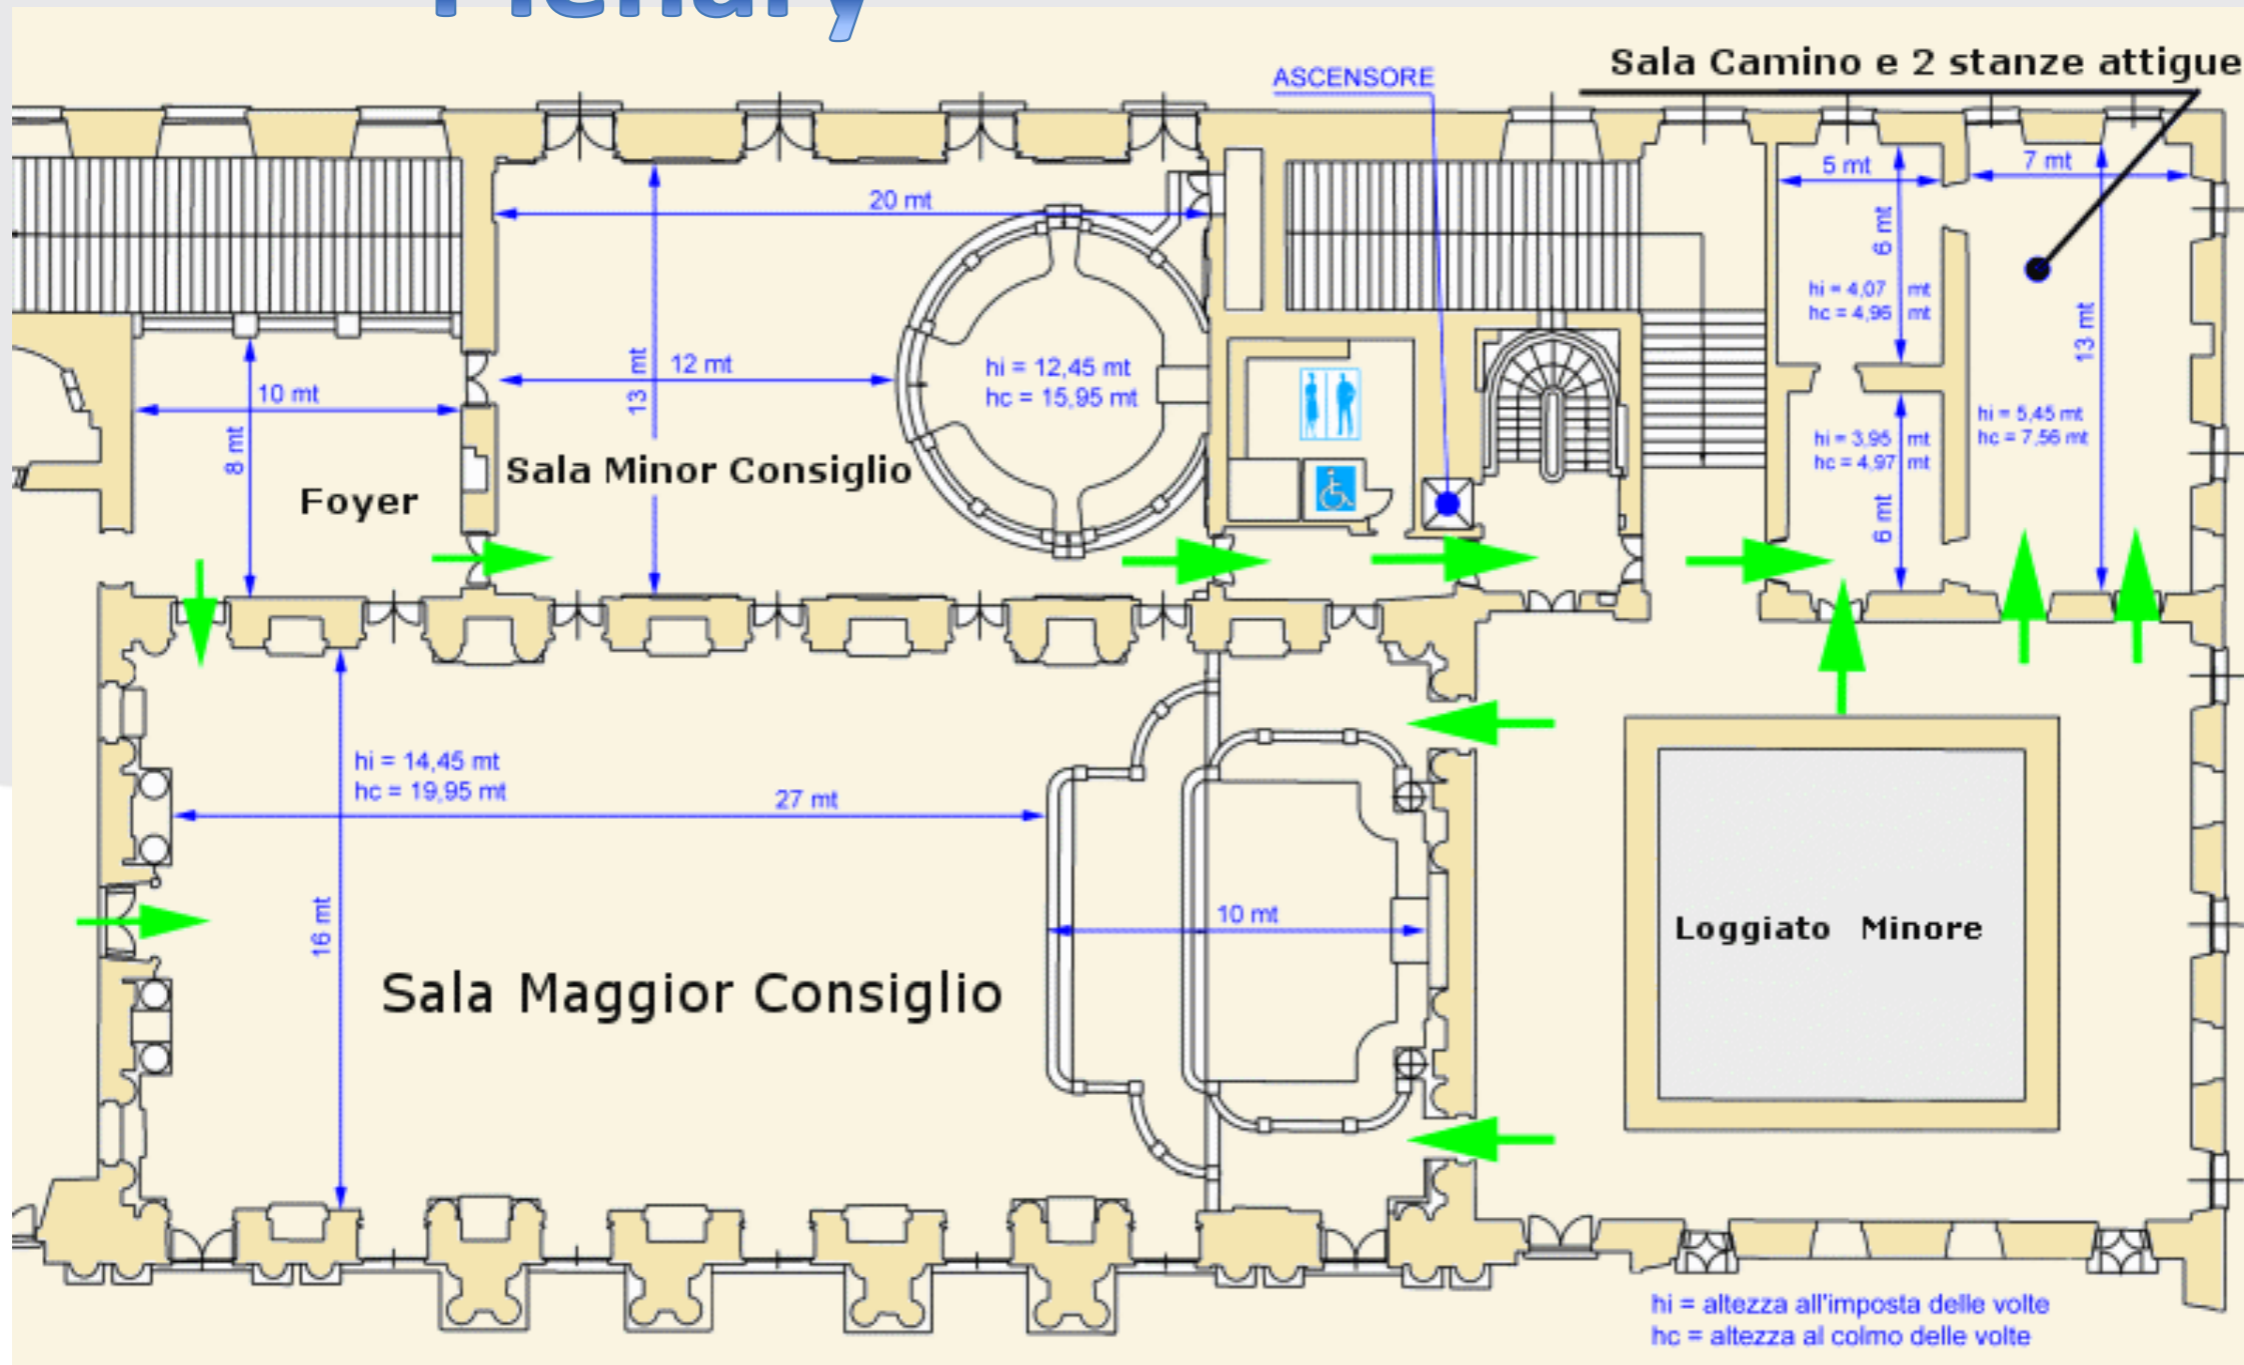 Plenary
Sala Camino e 2 stanze attigue
ASCENSORE
5 mt
7 mt
20 mt
6 mt
hi = 4,07 mt
hc = 4,96 mt
13 mt
13 mt
12 mt
hi = 12,45 mt
hc = 15,95 mt
10 mt
8 mt
hi = 5,45 mt
hc = 7,56 mt
hi = 3,95 mt
hc = 4,97 mt
Sala Minor Consiglio
Foyer
6 mt
hi = 14,45 mt
hc = 19,95 mt
27 mt
16 mt
10 mt
Loggiato Minore
Sala Maggior Consiglio
hi = altezza all'imposta delle volte
hc = altezza al colmo delle volte